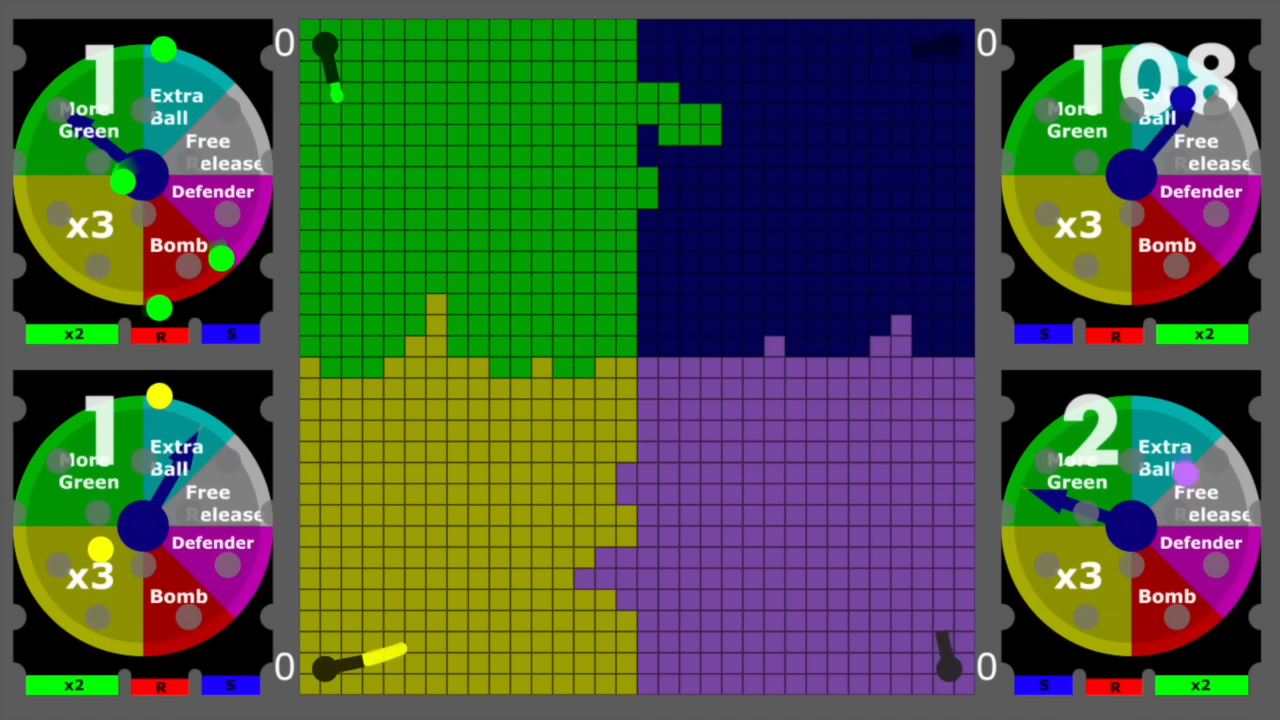 1
More
Green
Extra
Ball
Free
Release
Defender
x3
Bomb
x2
R
S
0
0
108
More
Green
Extra
Ball
Free
Release
Defender
x3
Bomb
S
R
x2
1
More
Green
Extra
Ball
Free
Release
Defender
x3
Bomb
x2
R
S
0
0
2
More
Green
Extra
Ball
Free
Release
Defender
x3
Bomb
S
R
x2